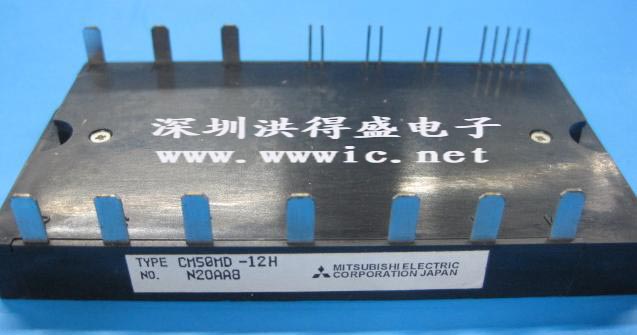 深圳洪得盛电子
www.wwwic.net
TYPE CM50MD-12H
NO. N20AA8
MITSUBISHI ELECTRIC
CORPORATION JAPAN